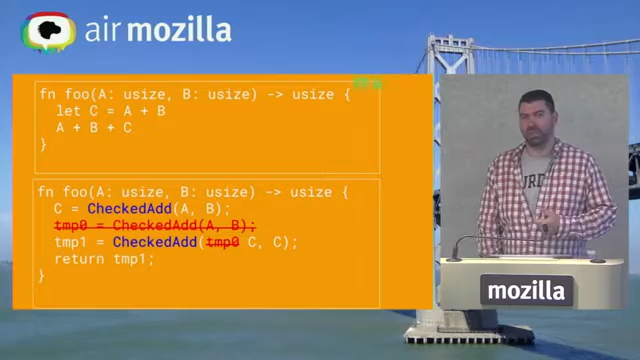 air mozilla
fn foo(A: usize, B: usize) -> usize {
let C = A + B
A + B + C
}
fn foo(A: usize, B: usize) -> usize {
C = CheckedAdd(A, B);
tmp0 = CheckedAdd(A, B);
tmp1 = CheckedAdd(tmp0 C, C);
return tmp1;
}
mozilla